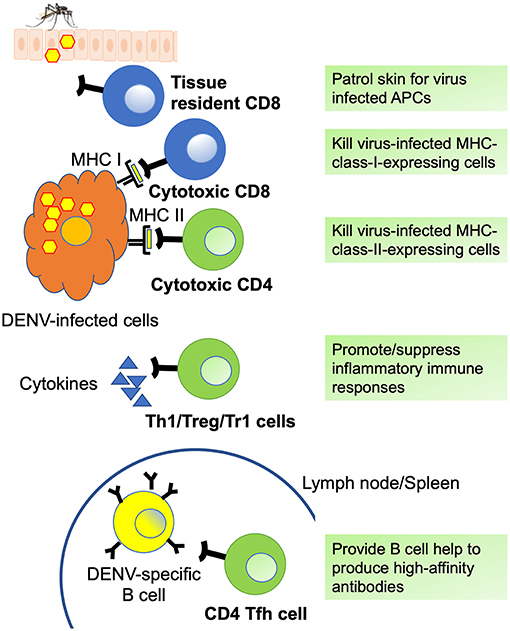 Tissue
resident CD8
Patrol skin for virus
infected APCs
MHC I
Cytotoxic CD8
Kill virus-infected MHC-
class-I-expressing cells
MHC II
Cytotoxic CD4
Kill virus-infected MHC-
class-II-expressing cells
DENV-infected cells
Cytokines
Th1/Treg/Tr1 cells
Promote/suppress
inflammatory immune
responses
Lymph node/Spleen
DENV-specific
B cell
CD4 Tfh cell
Provide B cell help to
produce high-affinity
antibodies